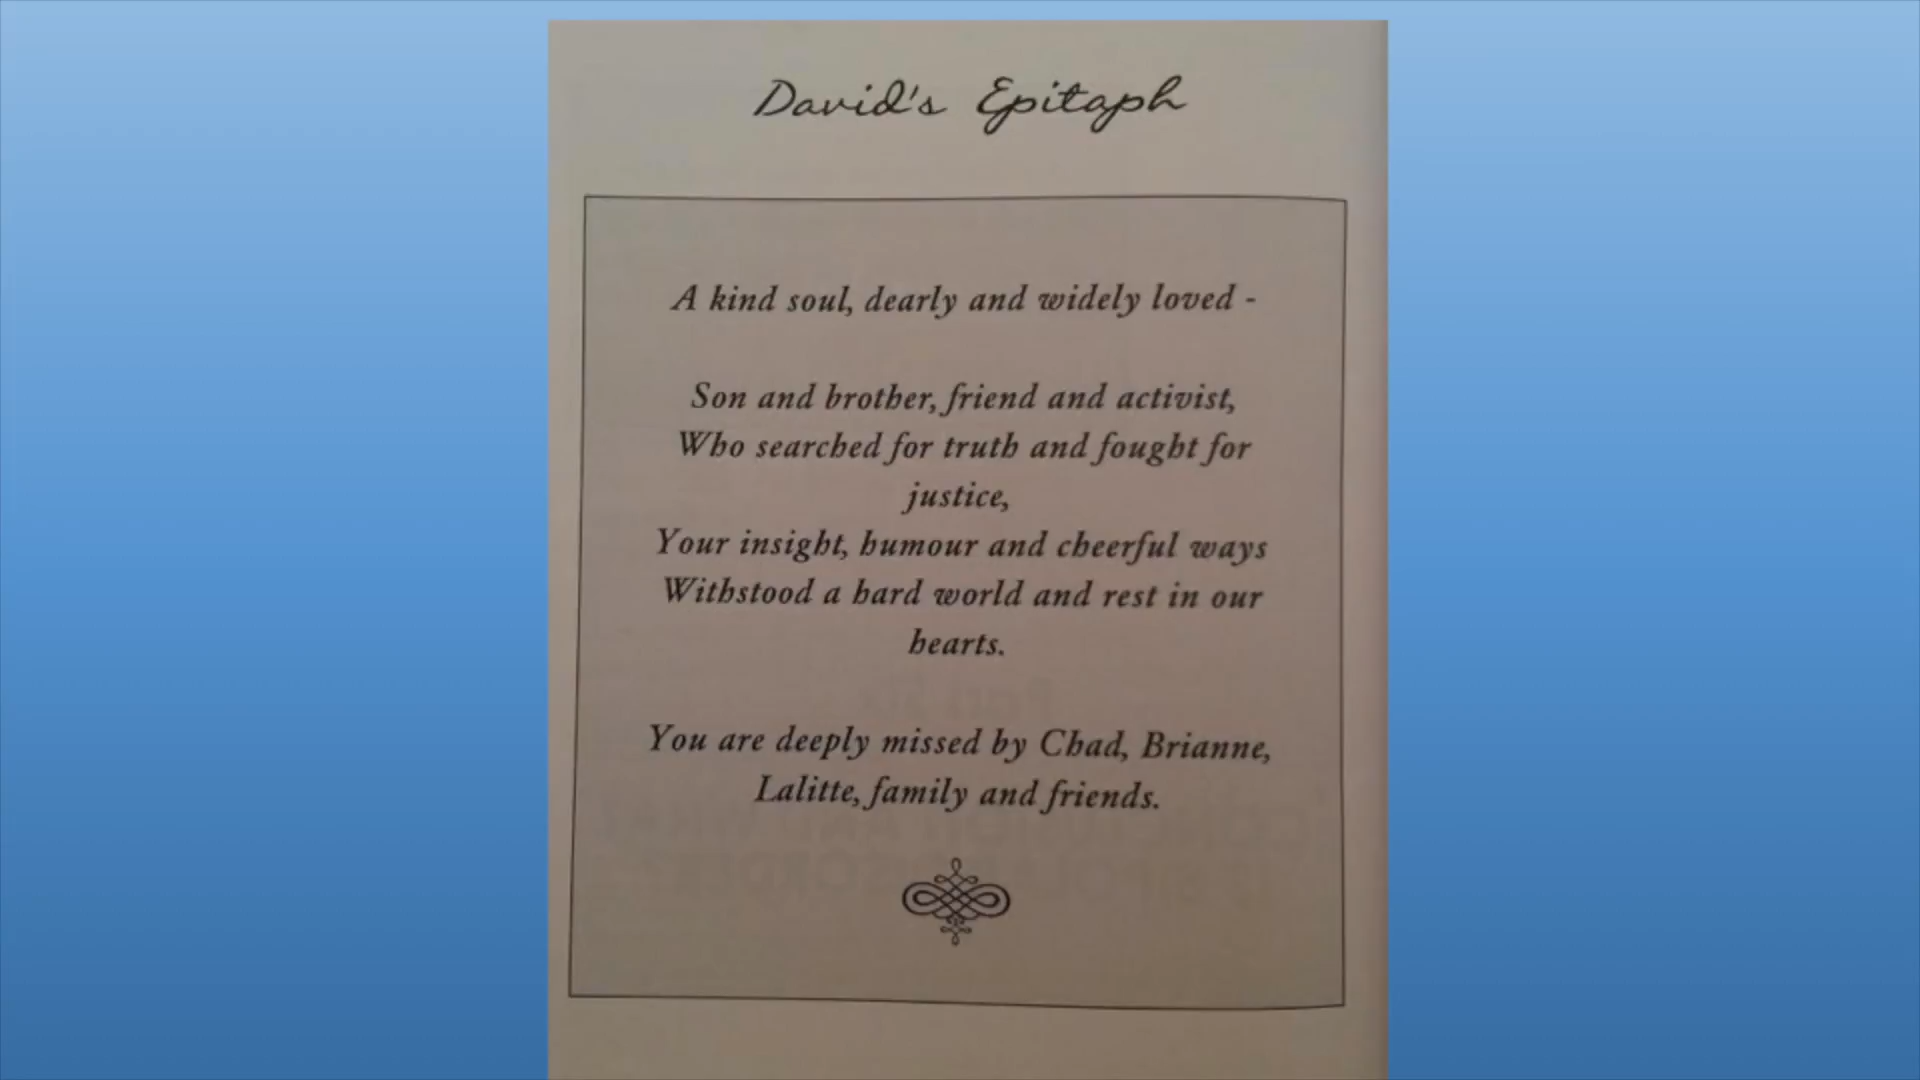 David's Epitaph
A kind soul, dearly and widely loved -
Son and brother, friend and activist,
Who searched for truth and fought for
justice,
Your insight, humour and cheerful ways
Withstood a hard world and rest in our
hearts.
You are deeply missed by Chad, Brianne,
Lalitte, family and friends.